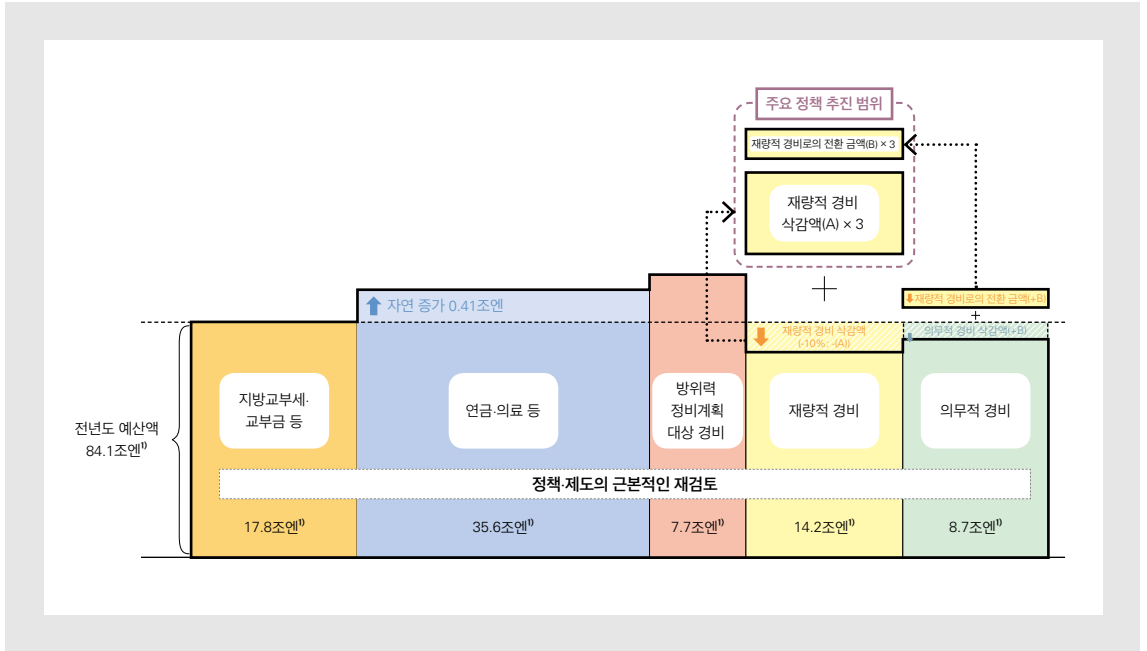 주요 정책 추진 범위
재량적 경비로의 전환 금액(B) × 3
재량적 경비
삭감액(A) × 3
자연 증가 0.41조엔
재량적 경비로의 전환 금액(+B)
+
재량적 경비 삭감액
(-10%: -(A))
의무적 경비 삭감액(+B)
전년도 예산액
84.1조엔¹⁾
지방교부세·
교부금 등
연금·의료 등
방위력
정비계획
대상 경비
재량적 경비
의무적 경비
정책·제도의 근본적인 재검토
17.8조엔¹⁾
35.6조엔¹⁾
7.7조엔¹⁾
14.2조엔¹⁾
8.7조엔¹⁾